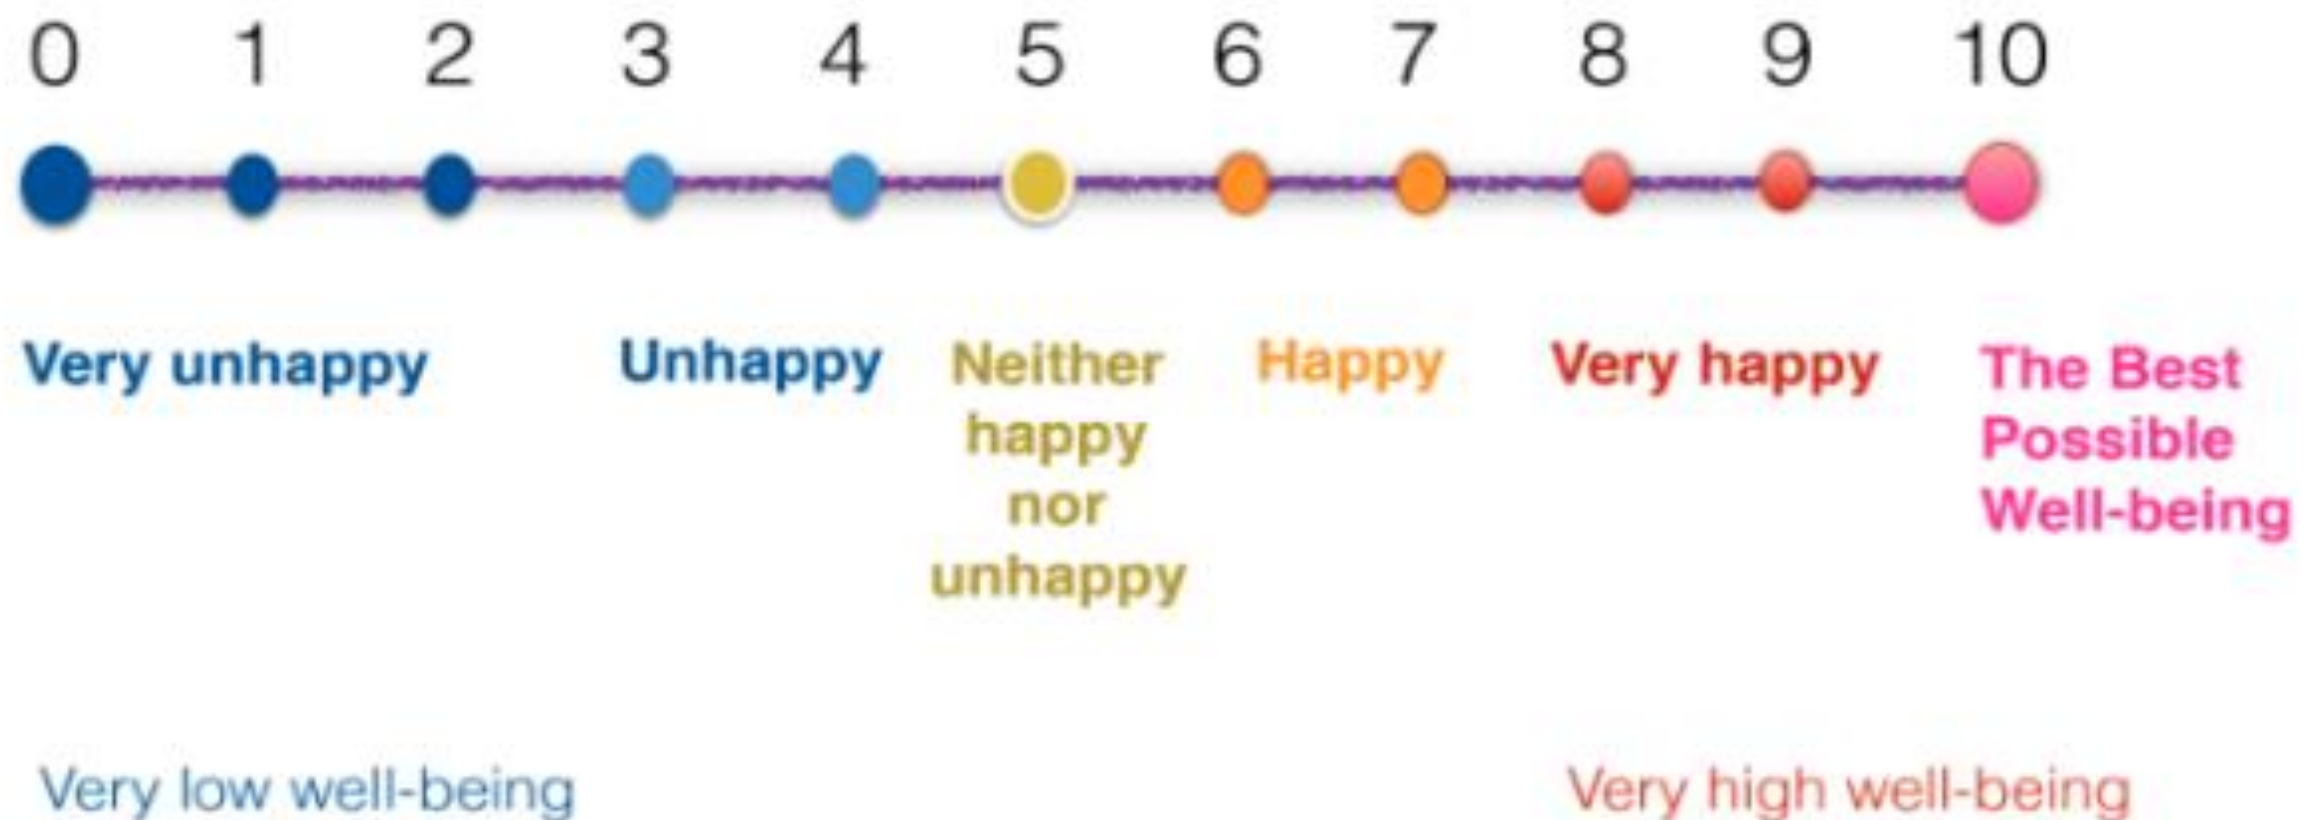 0 1 2 3 4 5 6 7 8 9 10
Very unhappy
Unhappy
Neither
happy
nor
unhappy
Happy
Very happy
The Best
Possible
Well-being
Very low well-being
Very high well-being